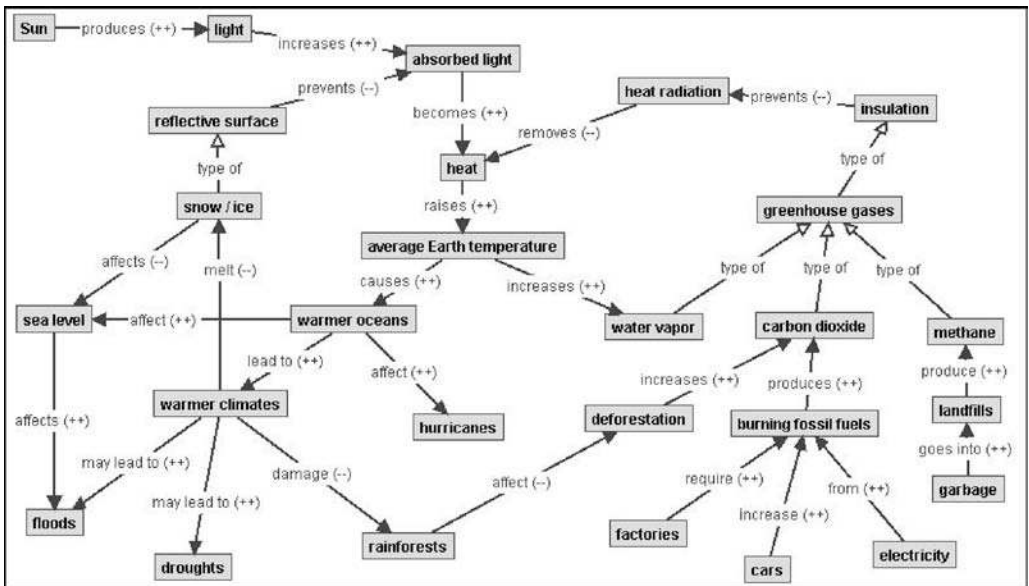 Sun
produces (++)
light
increases (++)
absorbed light
prevents (--)
heat radiation
prevents (--)
insulation
reflective surface
becomes (++)
removes (--)
type of
type of
heat
snow / ice
raises (++)
greenhouse gases
average Earth temperature
affects (--)
melt (--)
causes (++)
increases (++)
type of
type of
type of
sea level
affect (++)
warmer oceans
water vapor
carbon dioxide
methane
lead to (++)
affect (++)
increases (++)
produces (++)
produce (++)
warmer climates
deforestation
landfills
affects (++)
hurricanes
burning fossil fuels
goes into (++)
may lead to (++)
damage (--)
affect (--)
require (++)
from (++)
garbage
may lead to (++)
increase (++)
floods
factories
rainforests
electricity
droughts
cars